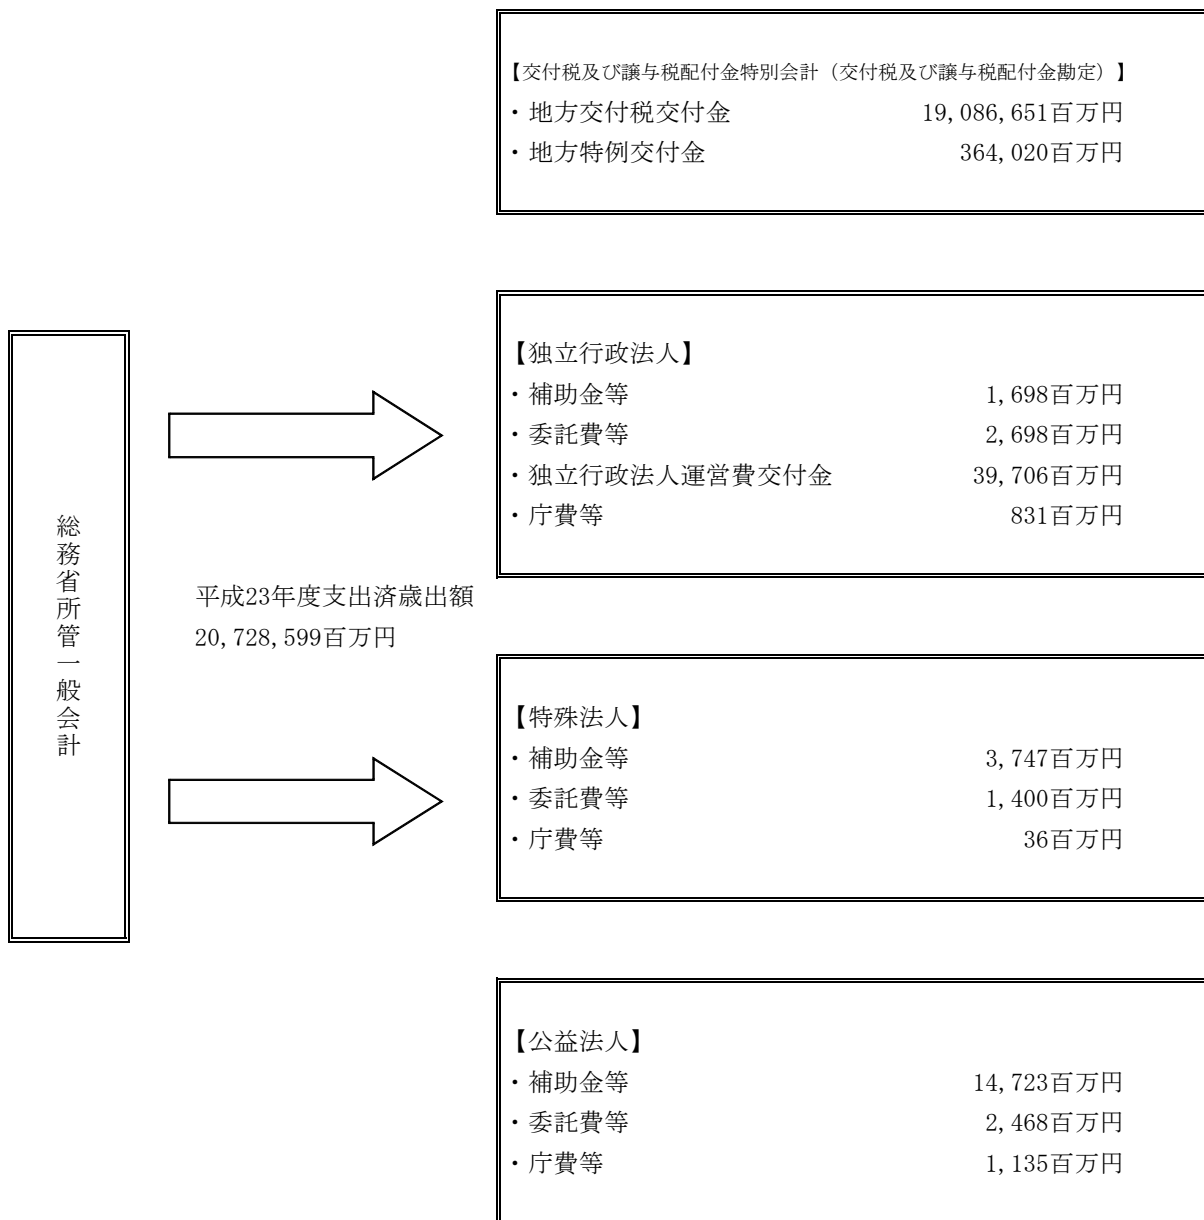 【交付税及び譲与税配付金特別会計（交付税及び譲与税配付金勘定）】
・地方交付税交付金 19,086,651百万円
・地方特例交付金 364,020百万円
【独立行政法人】
・補助金等 1,698百万円
・委託費等 2,698百万円
・独立行政法人運営費交付金 39,706百万円
・庁費等 831百万円
総務省所管一般会計
平成23年度支出済歳出額
20,728,599百万円
【特殊法人】
・補助金等 3,747百万円
・委託費等 1,400百万円
・庁費等 36百万円
【公益法人】
・補助金等 14,723百万円
・委託費等 2,468百万円
・庁費等 1,135百万円